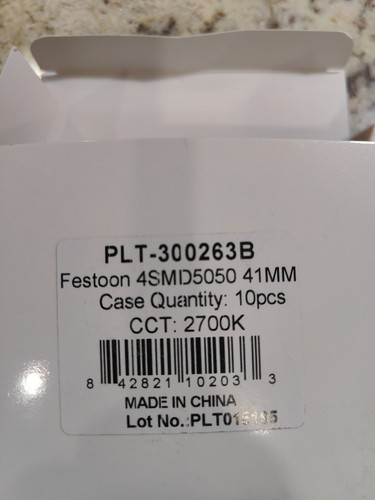 PLT-300263B
Festoon 4SMD5050 41MM
Case Quantity: 10pcs
CCT: 2700K
8 42821 10203 3
MADE IN CHINA
Lot No.: